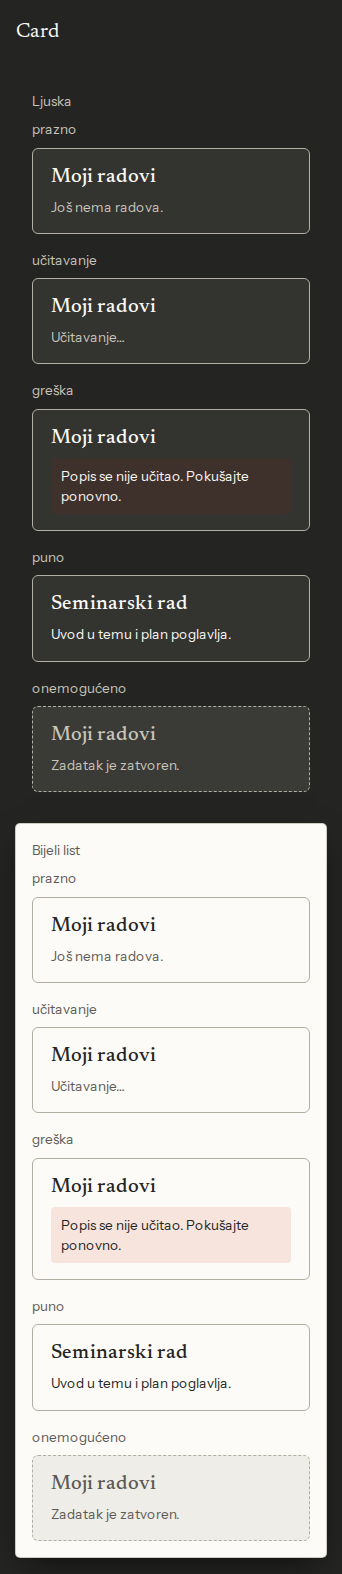 Card
Ljuska
prazno
Moji radovi
Još nema radova.
učitavanje
Moji radovi
Učitavanje…
greška
Moji radovi
Popis se nije učitao. Pokušajte
ponovno.
puno
Seminarski rad
Uvod u temu i plan poglavlja.
onemogućeno
Moji radovi
Zadatak je zatvoren.
Bijeli list
prazno
Moji radovi
Još nema radova.
učitavanje
Moji radovi
Učitavanje…
greška
Moji radovi
Popis se nije učitao. Pokušajte
ponovno.
puno
Seminarski rad
Uvod u temu i plan poglavlja.
onemogućeno
Moji radovi
Zadatak je zatvoren.